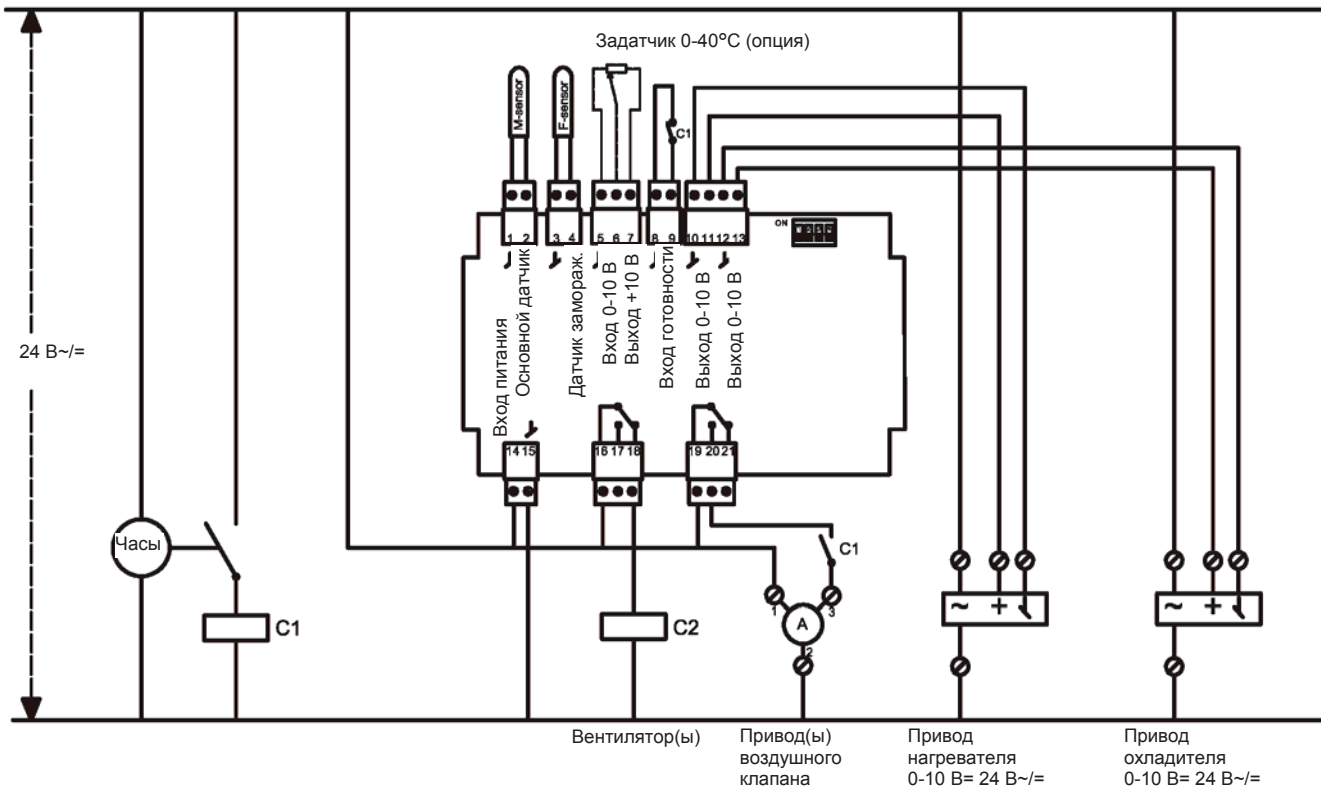 Задатчик 0-40°C (опция)
M-sensor
F-sensor
C1
ON
1 2
3 4
5 6 7
8 9
10 11 12 13
Вход питания
Основной датчик
Датчик замораж.
Вход 0-10 В
Выход +10 В
Вход готовности
Выход 0-10 В
Выход 0-10 В
24 В~/=
14 15
16 17 18
19 20 21
Часы
C1
C2
C1
1
3
A
2
~ +
~ +
Вентилятор(ы)
Привод(ы)
воздушного
клапана
Привод
нагревателя
0-10 В= 24 В~/=
Привод
охладителя
0-10 В= 24 В~/=